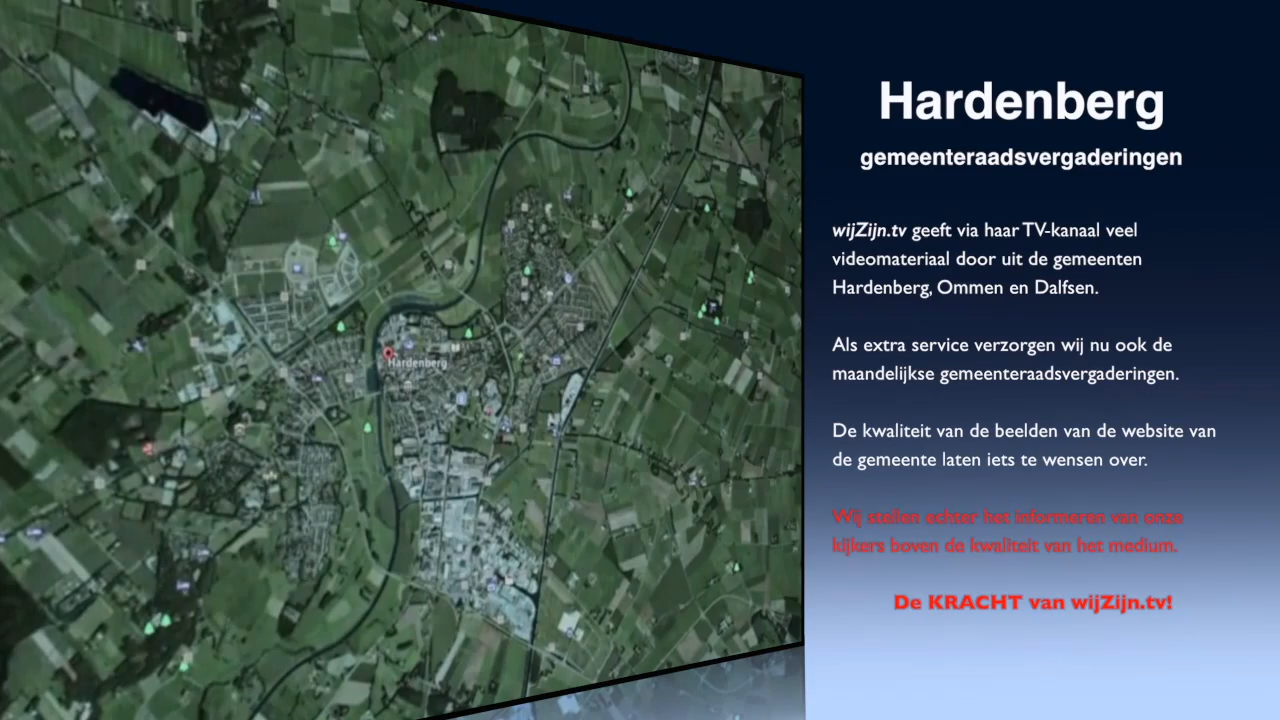 Hardenberg
gemeenteraadsvergaderingen
wijZijn.tv geeft via haar TV-kanaal veel
videomateriaal door uit de gemeenten
Hardenberg, Ommen en Dalfsen.
Als extra service verzorgen wij nu ook de
maandelijkse gemeenteraadsvergaderingen.
De kwaliteit van de beelden van de website van
de gemeente laten iets te wensen over.
Wij stellen echter het informeren van onze
kijkers boven de kwaliteit van het medium.
De KRACHT van wijZijn.tv!
Hardenberg